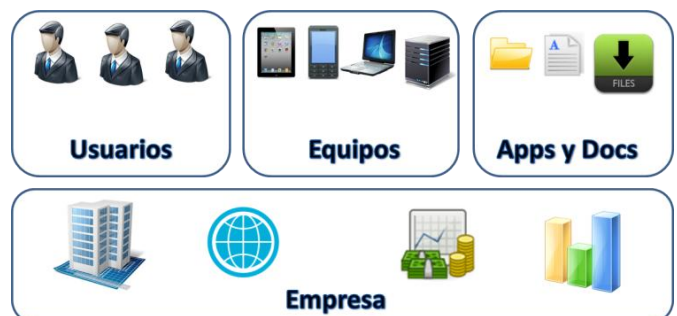 A
FILES
Usuarios
Equipos
Apps y Docs
Empresa